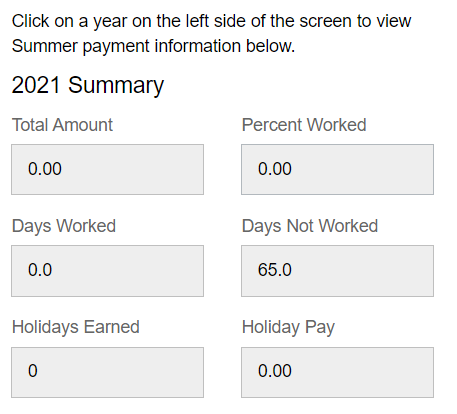 Click on a year on the left side of the screen to view
Summer payment information below.
2021 Summary
Total Amount
Percent Worked
0.00
0.00
Days Worked
Days Not Worked
0.0
65.0
Holidays Earned
Holiday Pay
0
0.00